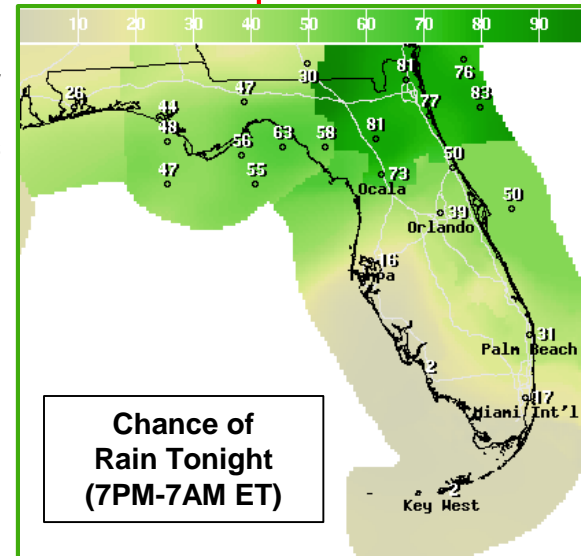 10 20 30 40 50 60 70 80 90
30 81 76
26 47 83
44 77
48 63 58 81
56 50
47 55 73
Ocala
39 50
Orlando
16
Tampa
31
Palm Beach
2
17
Miami Int'l
Chance of
Rain Tonight
(7PM-7AM ET)
2
Key West